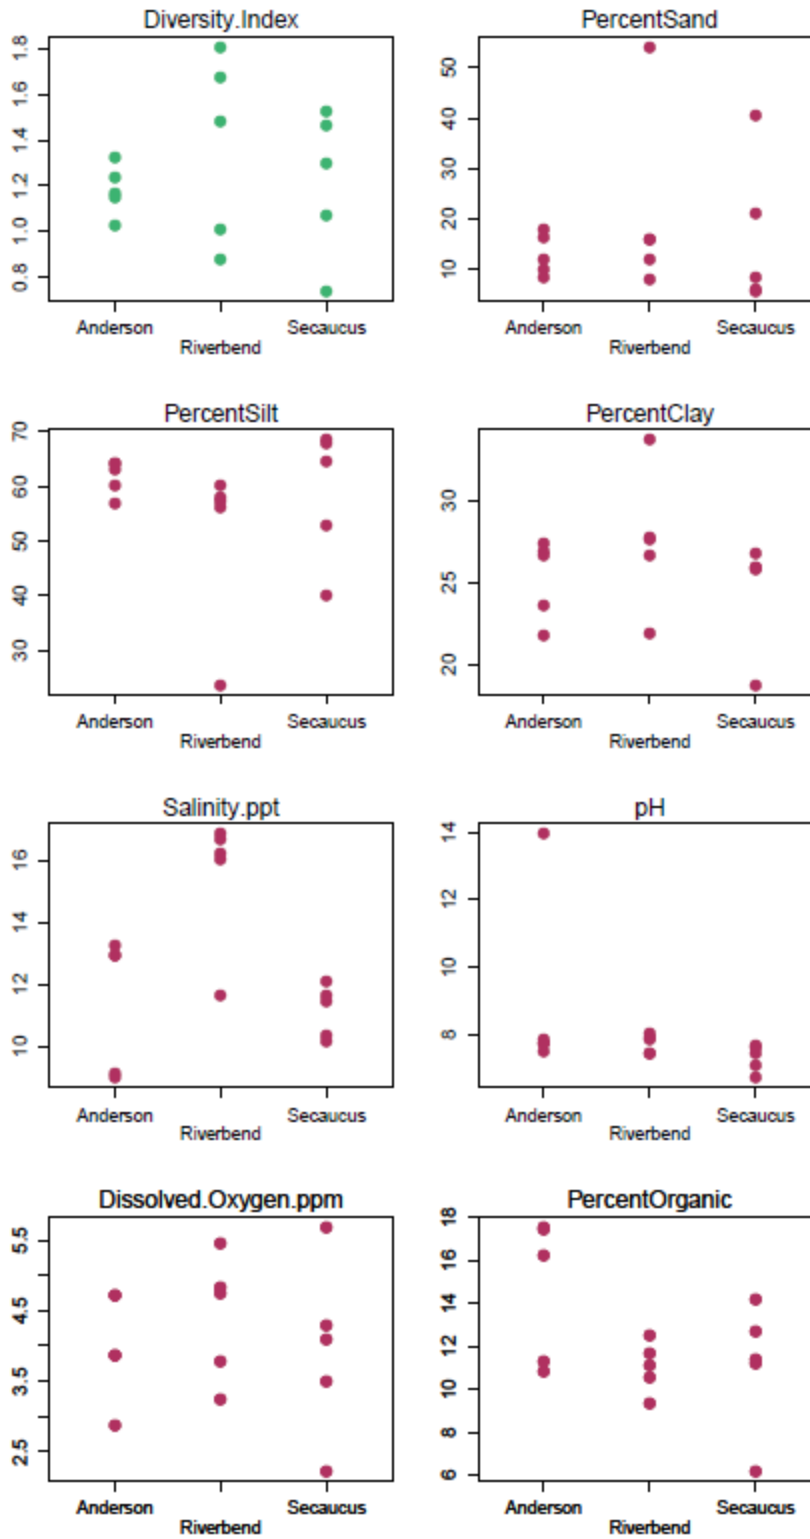 Diversity.Index
1.8
1.6
1.4
1.2
1.0
0.8
Anderson
Riverbend
Secaucus
PercentSand
50
40
30
20
10
Anderson
Riverbend
Secaucus
PercentSilt
70
60
50
40
30
Anderson
Riverbend
Secaucus
PercentClay
30
25
20
Anderson
Riverbend
Secaucus
Salinity.ppt
16
14
12
10
Anderson
Riverbend
Secaucus
pH
14
12
10
8
Anderson
Riverbend
Secaucus
Dissolved.Oxygen.ppm
5.5
4.5
3.5
2.5
Anderson
Riverbend
Secaucus
PercentOrganic
18
16
14
12
10
8
6
Anderson
Riverbend
Secaucus